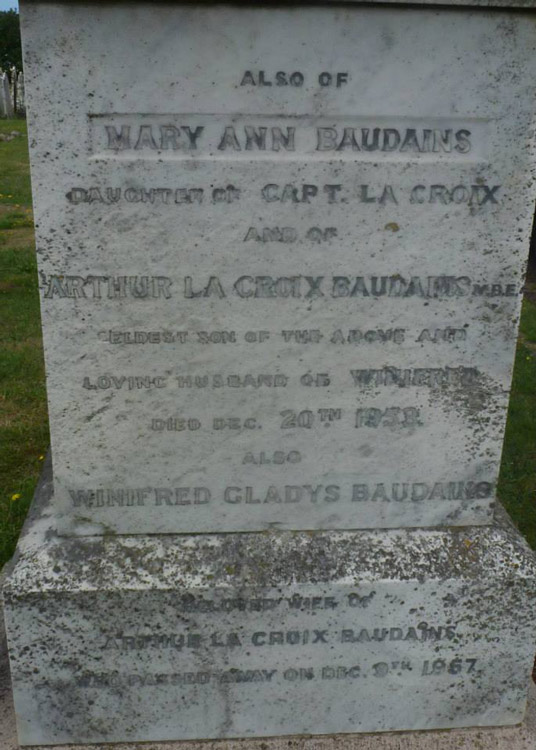 ALSO OF
MARY ANN BAUDAINS
DAUGHTER OF CAPT. LA CROIX
AND OF
ARTHUR LA CROIX BAUDAINS M.B.E.
ELDEST SON OF THE ABOVE AND
LOVING HUSBAND OF WINIFRED
DIED DEC. 20TH 1938.
ALSO
WINIFRED GLADYS BAUDAINS
BELOVED WIFE OF
ARTHUR LA CROIX BAUDAINS
WHO PASSED AWAY ON DEC. 9TH 1967.